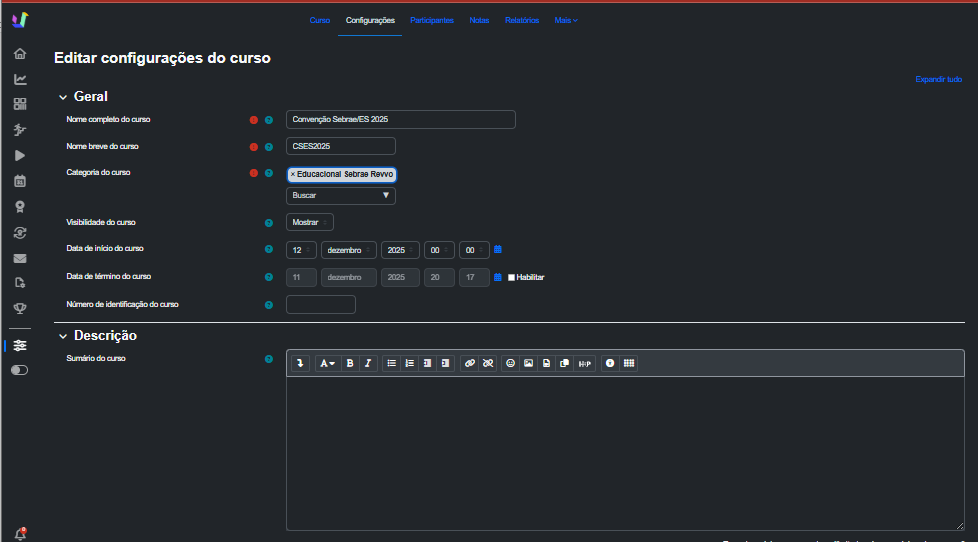 Curso Configurações Participantes Notas Relatórios Mais
Editar configurações do curso
Expandir tudo
Geral
Nome completo do curso Convenção Sebrae/ES 2025
Nome breve do curso CSES2025
Categoria do curso × Educacional Sebrae Revvo
Buscar ▼
Visibilidade do curso Mostrar
Data de início do curso 12 dezembro 2025 00 00
Data de término do curso 11 dezembro 2025 20 17 Habilitar
Número de identificação do curso
Descrição
Sumário do curso
A B I H-P